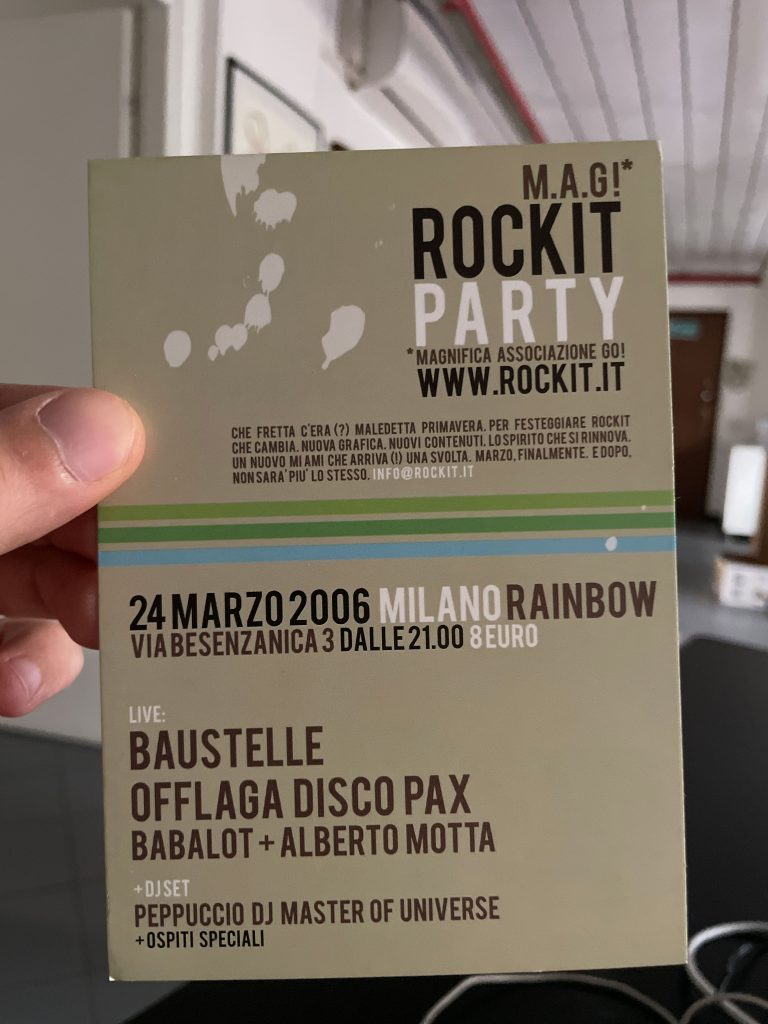 M.A.G!*
ROCKIT
PARTY
*MAGNIFICA ASSOCIAZIONE GO!
WWW.ROCKIT.IT
CHE FRETTA C'ERA (?) MALEDETTA PRIMAVERA. PER FESTEGGIARE ROCKIT
CHE CAMBIA. NUOVA GRAFICA. NUOVI CONTENUTI. LO SPIRITO CHE SI RINNOVA.
UN NUOVO MI AMI CHE ARRIVA (!) UNA SVOLTA. MARZO, FINALMENTE. E DOPO,
NON SARA' PIU' LO STESSO. INFO@ROCKIT.IT
24 MARZO 2006 MILANO RAINBOW
VIA BESENZANICA 3 DALLE 21.00 8 EURO
LIVE:
BAUSTELLE
OFFLAGA DISCO PAX
BABALOT + ALBERTO MOTTA
+ DJ SET
PEPPUCCIO DJ MASTER OF UNIVERSE
+ OSPITI SPECIALI